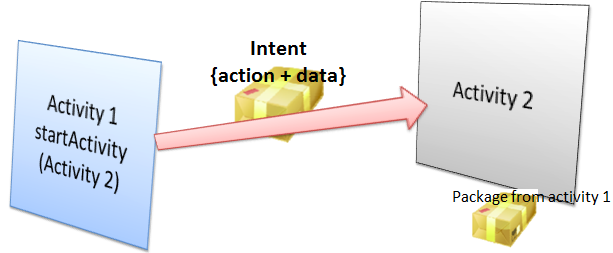 Intent
{action + data}
Activity 1
startActivity
(Activity 2)
Activity 2
Package from activity 1